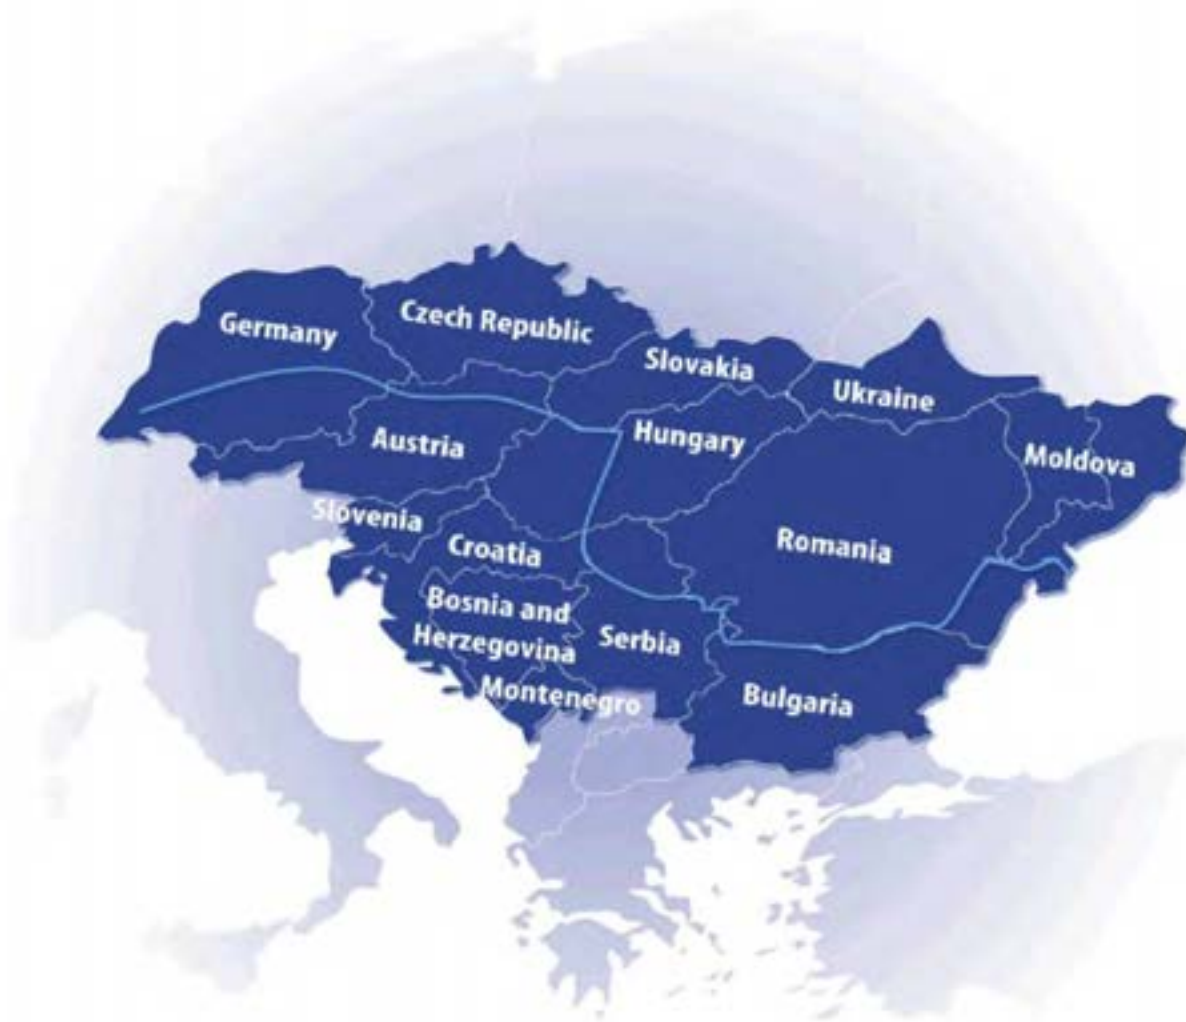 Germany
Czech Republic
Slovakia
Ukraine
Austria
Hungary
Moldova
Slovenia
Croatia
Romania
Bosnia and
Herzegovina
Serbia
Montenegro
Bulgaria